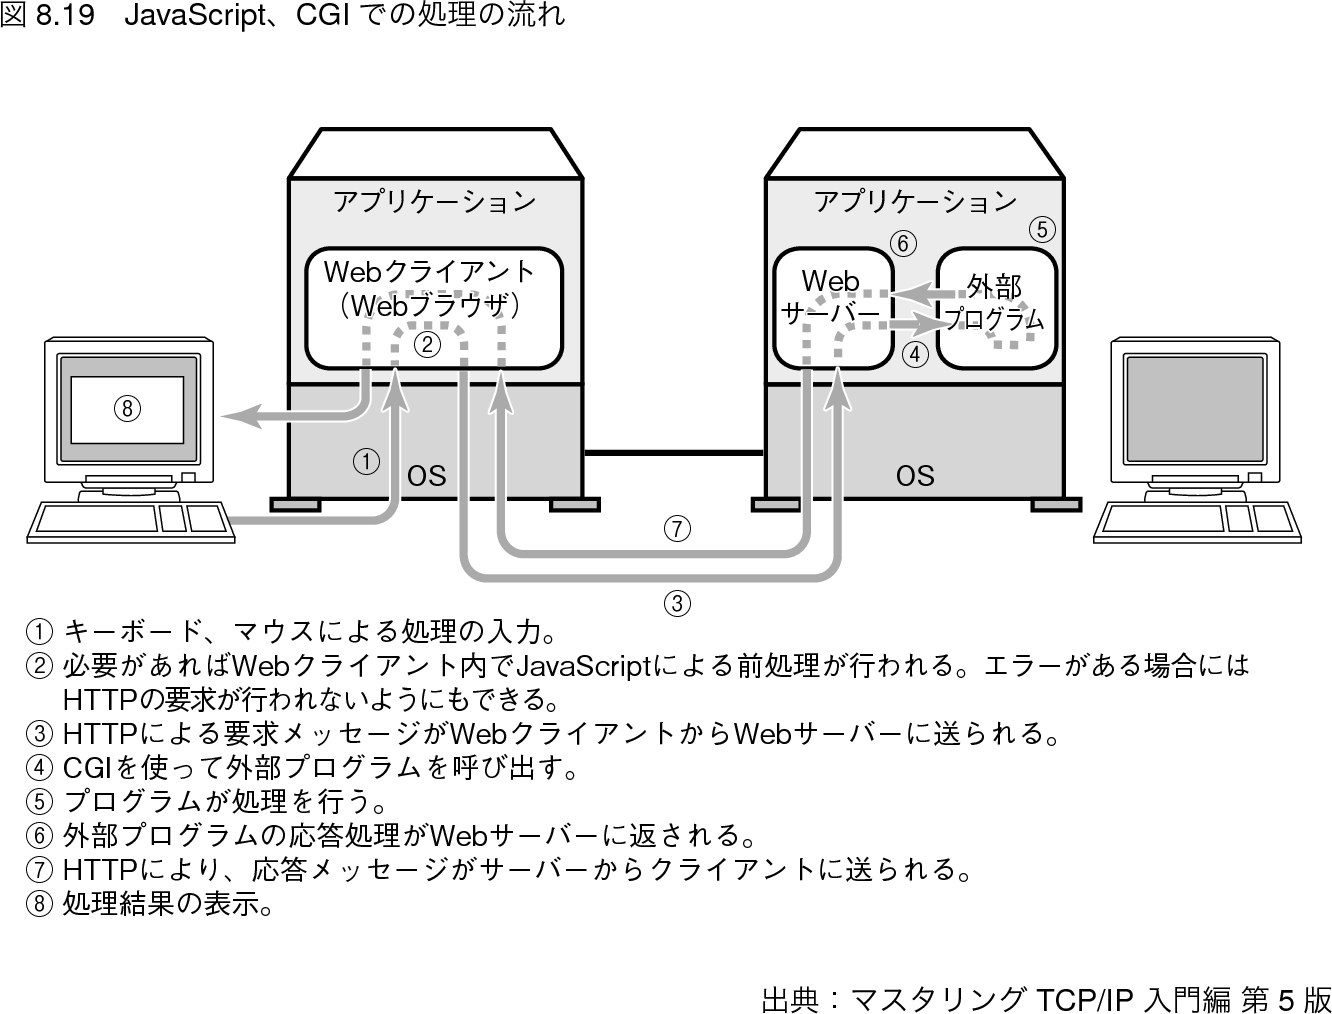 図 8.19　JavaScript、CGI での処理の流れ
アプリケーション
Webクライアント
（Webブラウザ）
②
⑧
①
OS
アプリケーション
⑤
⑥
Web
サーバー
外部
プログラム
④
OS
⑦
③
① キーボード、マウスによる処理の入力。
② 必要があればWebクライアント内でJavaScriptによる前処理が行われる。エラーがある場合には
HTTPの要求が行われないようにもできる。
③ HTTPによる要求メッセージがWebクライアントからWebサーバーに送られる。
④ CGIを使って外部プログラムを呼び出す。
⑤ プログラムが処理を行う。
⑥ 外部プログラムの応答処理がWebサーバーに返される。
⑦ HTTPにより、応答メッセージがサーバーからクライアントに送られる。
⑧ 処理結果の表示。
出典：マスタリング TCP/IP 入門編 第 5 版